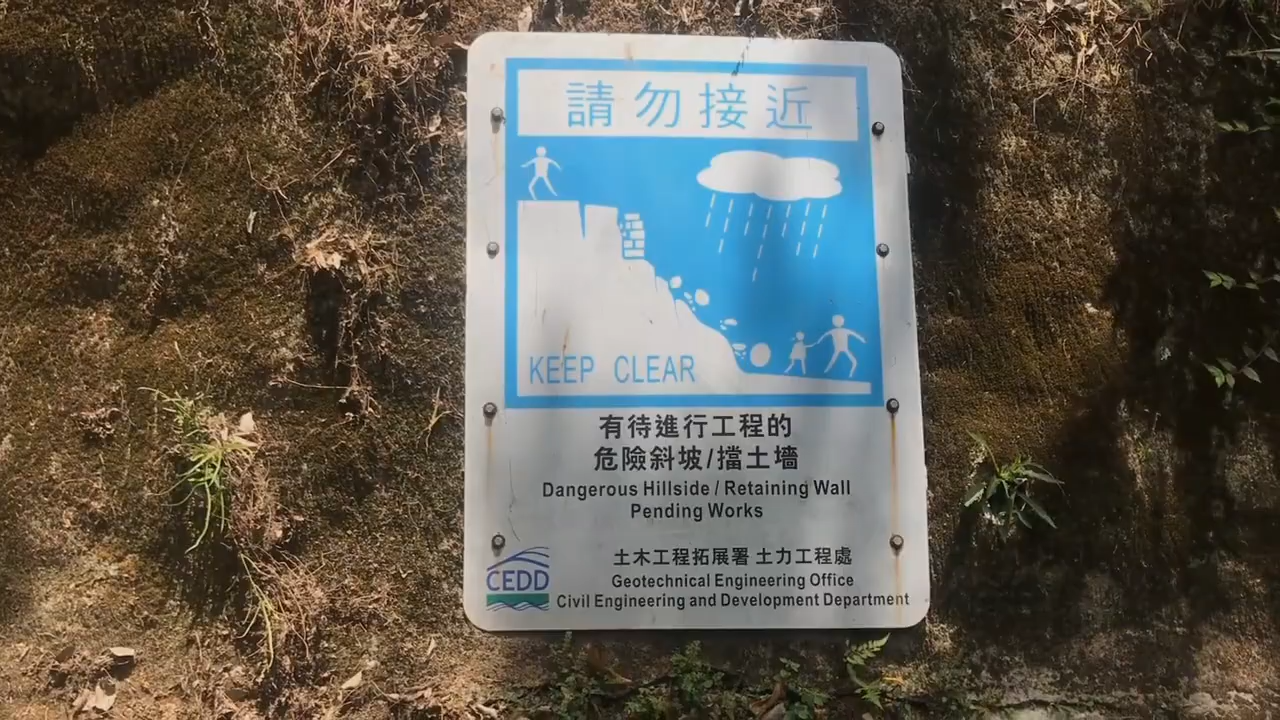 請勿接近
KEEP CLEAR
有待進行工程的
危險斜坡/擋土墻
Dangerous Hillside / Retaining Wall
Pending Works
土木工程拓展署 土力工程處
Geotechnical Engineering Office
Civil Engineering and Development Department
CEDD